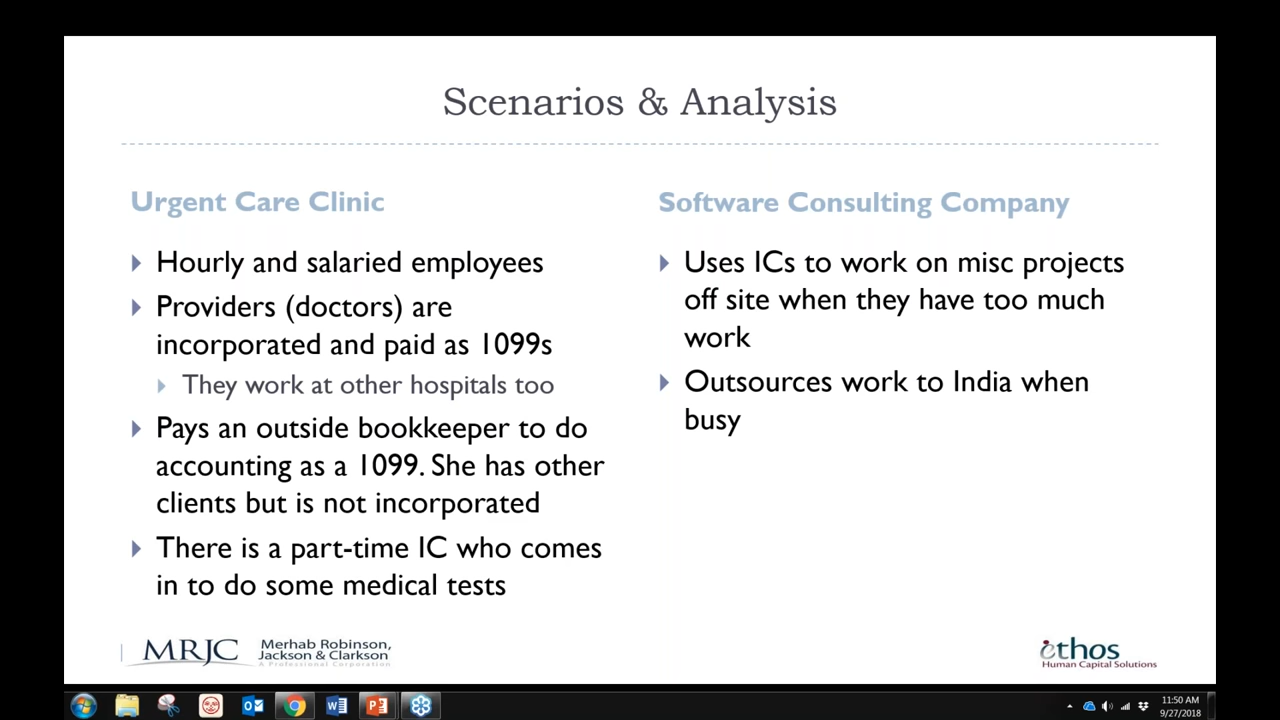 Scenarios & Analysis
Urgent Care Clinic
Hourly and salaried employees
Providers (doctors) are
incorporated and paid as 1099s
They work at other hospitals too
Pays an outside bookkeeper to do
accounting as a 1099. She has other
clients but is not incorporated
There is a part-time IC who comes
in to do some medical tests
Software Consulting Company
Uses ICs to work on misc projects
off site when they have too much
work
Outsources work to India when
busy
MRJC
Merhab Robinson,
Jackson & Clarkson
A Professional Corporation
ethos
Human Capital Solutions
11:50 AM
9/27/2018